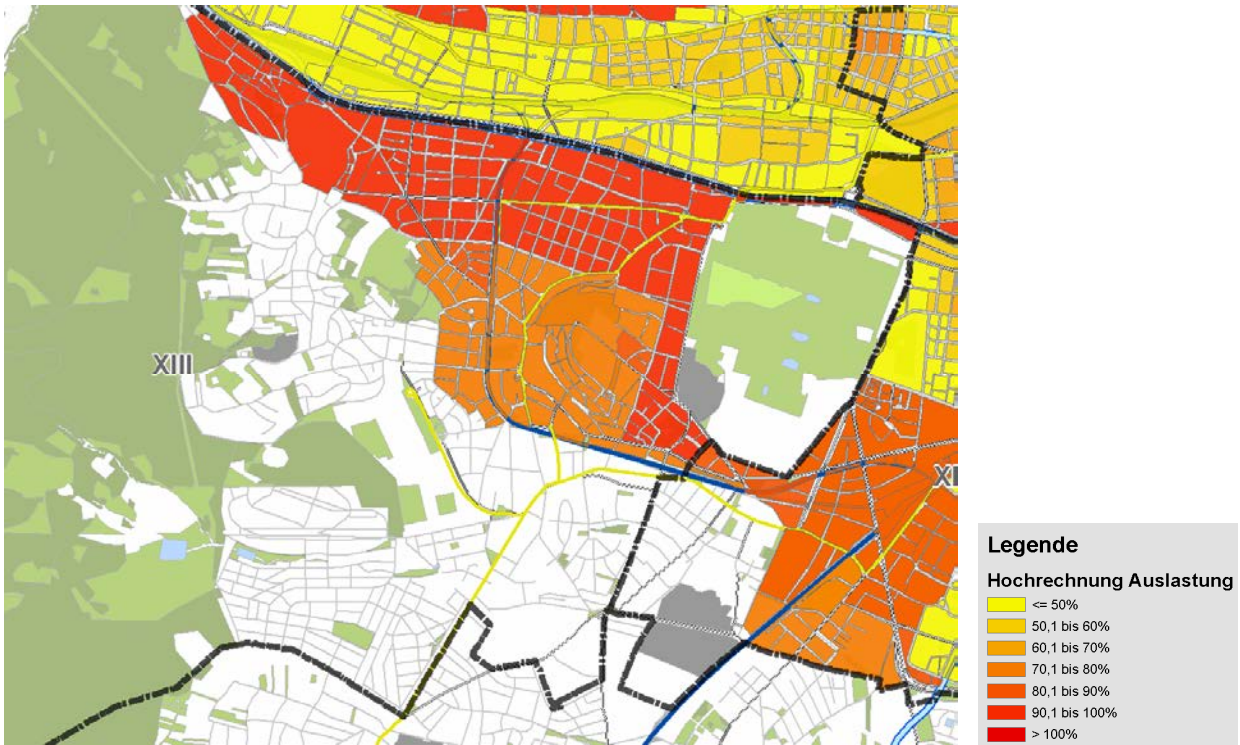 XIII
XI
Legende
Hochrechnung Auslastung
<= 50%
50,1 bis 60%
60,1 bis 70%
70,1 bis 80%
80,1 bis 90%
90,1 bis 100%
> 100%